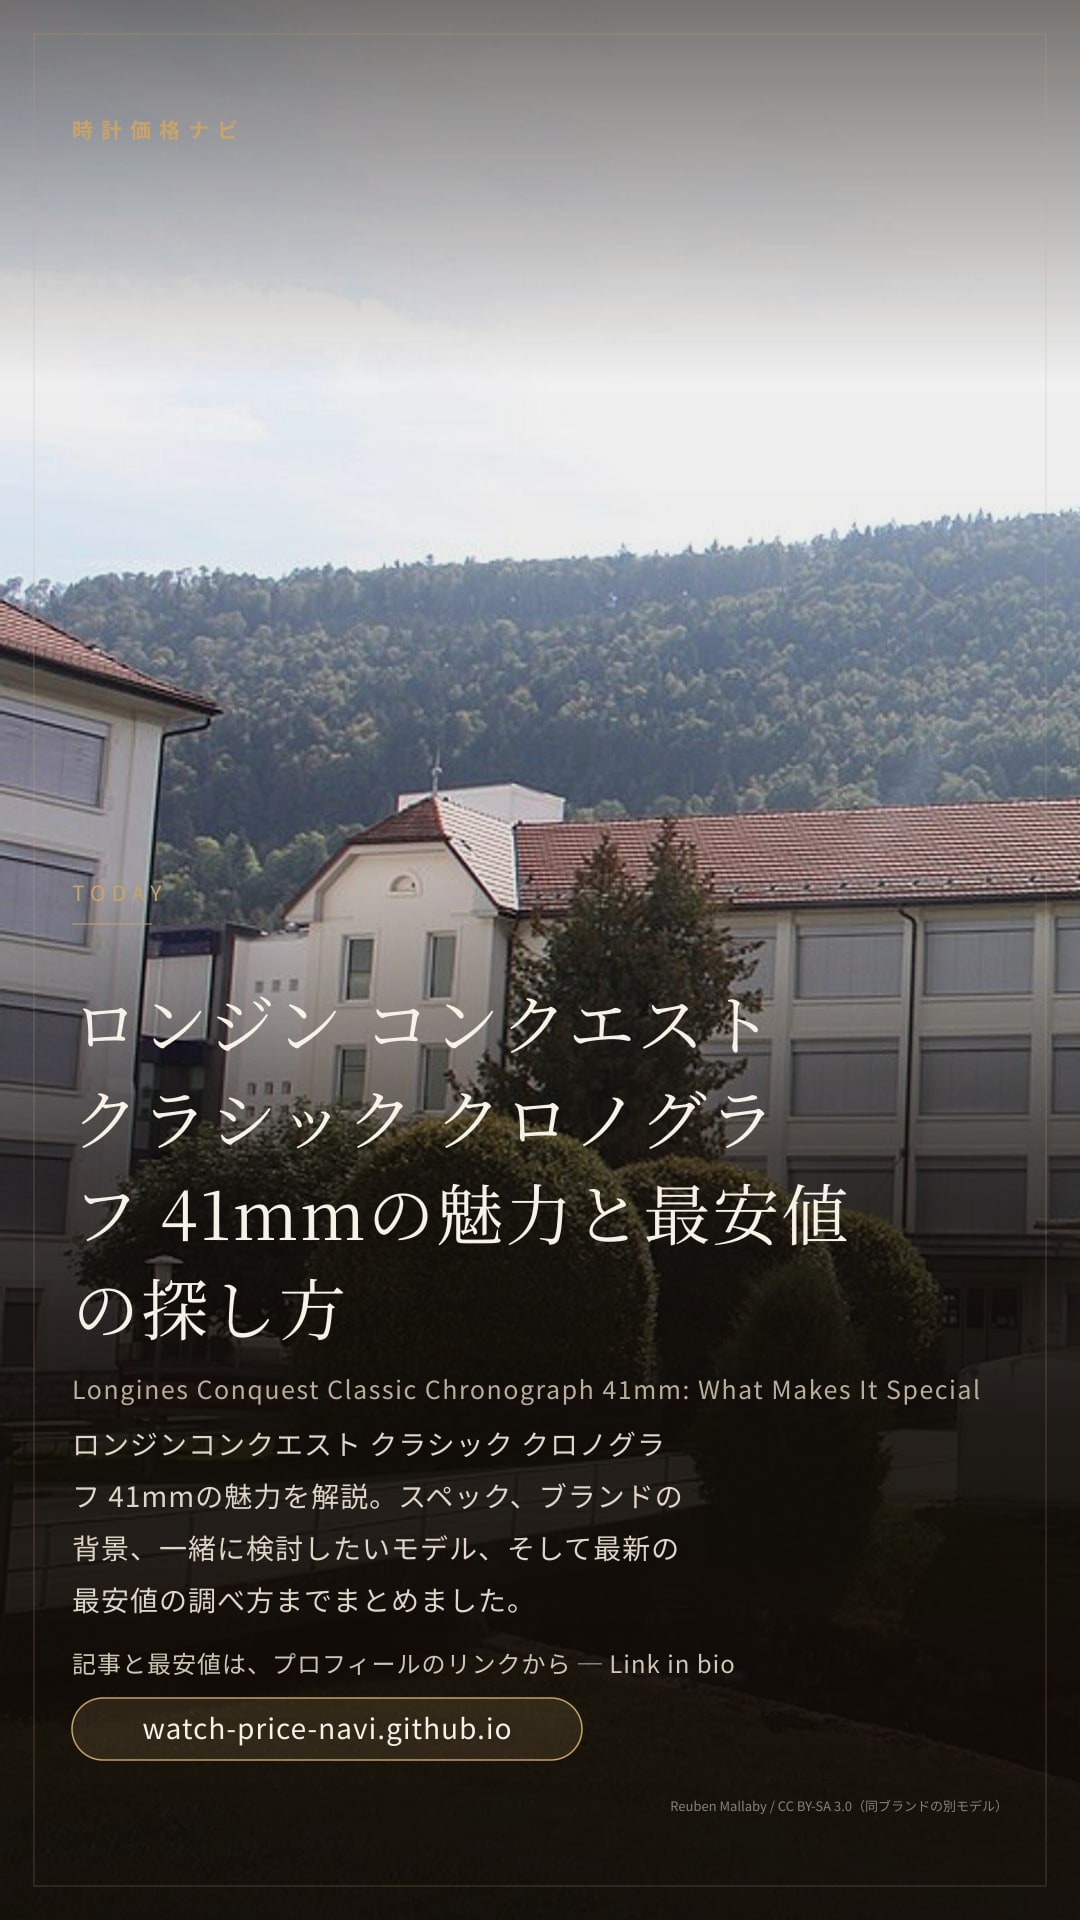 時計価格ナビ
TODAY
ロンジン コンクエスト
クラシック クロノグラ
フ 41mmの魅力と最安値
の探し方
Longines Conquest Classic Chronograph 41mm: What Makes It Special
ロンジンコンクエスト クラシック クロノグラ
フ 41mmの魅力を解説。スペック、ブランドの
背景、一緒に検討したいモデル、そして最新の
最安値の調べ方までまとめました。
記事と最安値は、プロフィールのリンクから — Link in bio
watch-price-navi.github.io
Reuben Mallaby / CC BY-SA 3.0（同ブランドの別モデル）